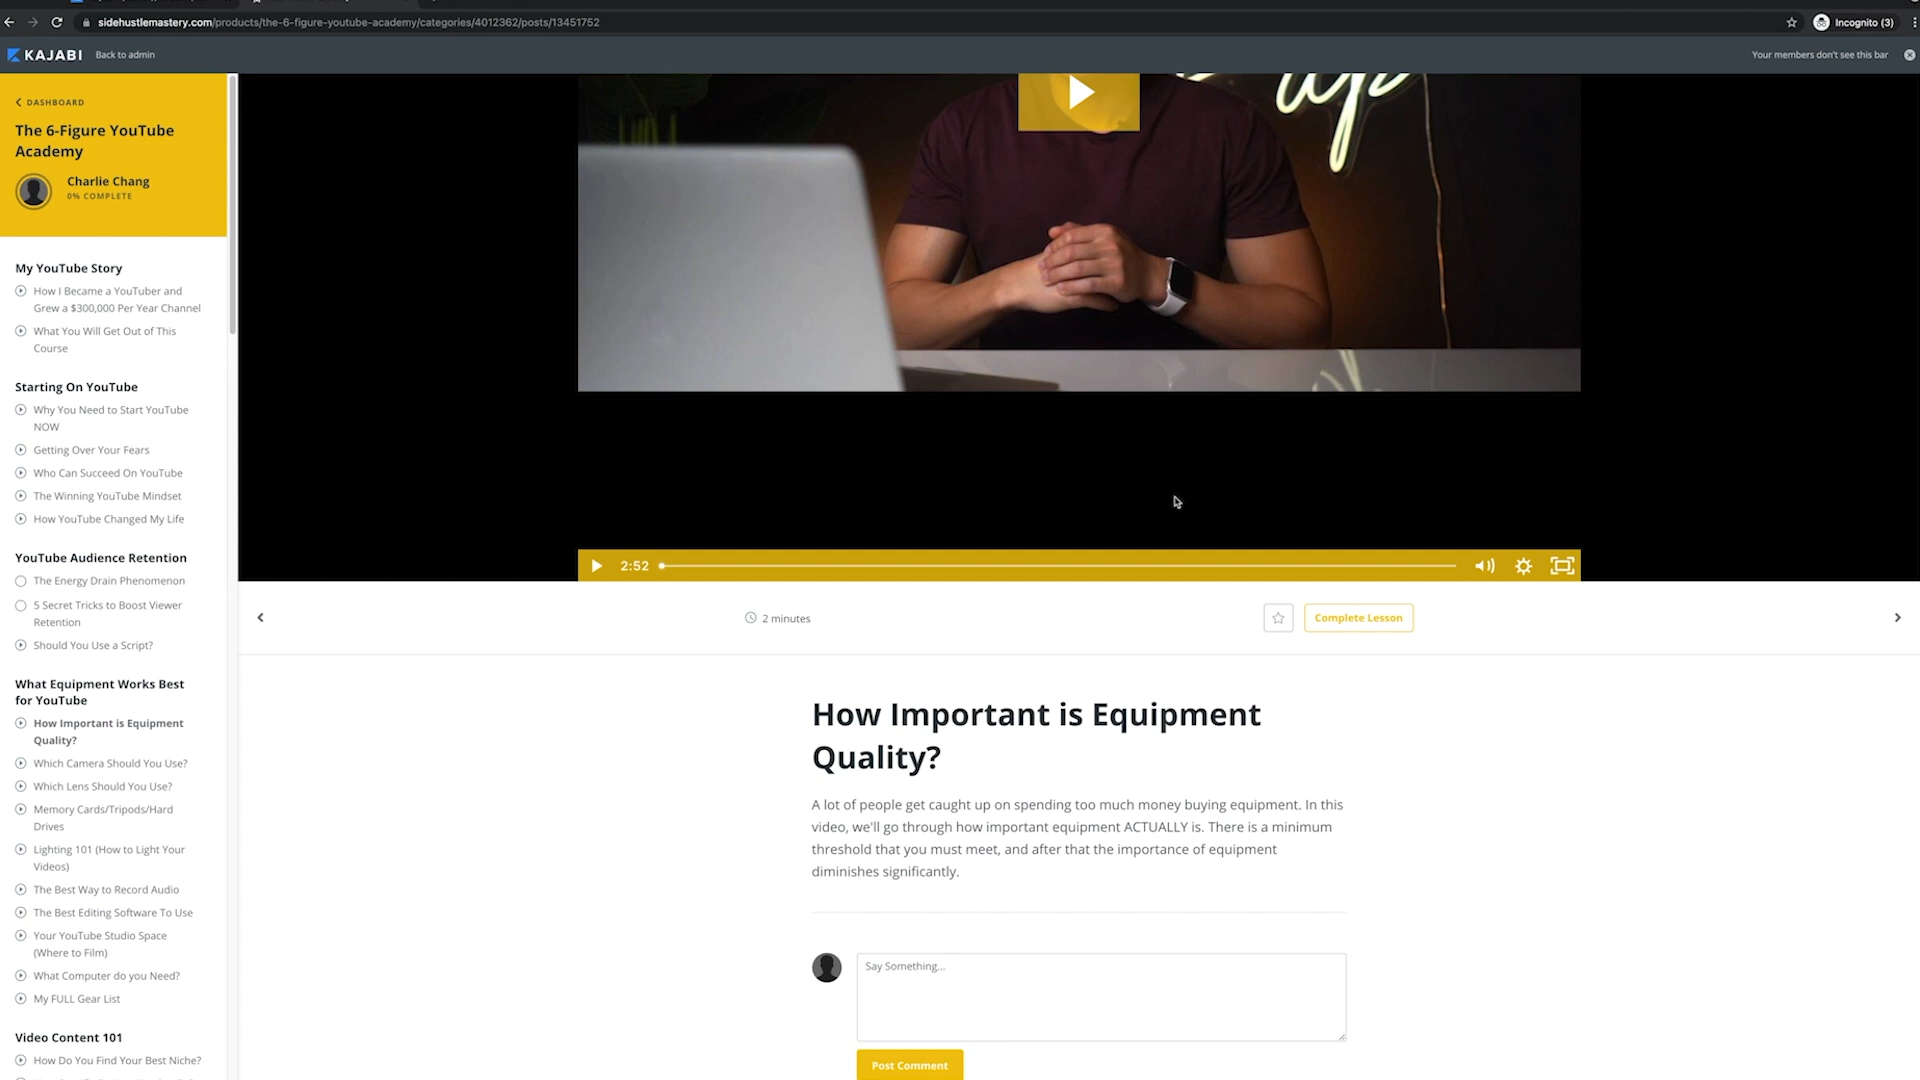 sidehustlemastery.com/products/the-6-figure-youtube-academy/categories/4012362/posts/13451752
Incognito (3)
KAJABI
Back to admin
Your members don't see this bar
DASHBOARD
The 6-Figure YouTube
Academy
Charlie Chang
0% COMPLETE
My YouTube Story
How I Became a YouTuber and
Grew a $300,000 Per Year Channel
What You Will Get Out of This
Course
Starting On YouTube
Why You Need to Start YouTube
NOW
Getting Over Your Fears
Who Can Succeed On YouTube
The Winning YouTube Mindset
How YouTube Changed My Life
YouTube Audience Retention
The Energy Drain Phenomenon
5 Secret Tricks to Boost Viewer
Retention
Should You Use a Script?
What Equipment Works Best
for YouTube
How Important is Equipment
Quality?
Which Camera Should You Use?
Which Lens Should You Use?
Memory Cards/Tripods/Hard
Drives
Lighting 101 (How to Light Your
Videos)
The Best Way to Record Audio
The Best Editing Software To Use
Your YouTube Studio Space
(Where to Film)
What Computer do you Need?
My FULL Gear List
Video Content 101
How Do You Find Your Best Niche?
up
2:52
2 minutes
Complete Lesson
How Important is Equipment
Quality?
A lot of people get caught up on spending too much money buying equipment. In this
video, we'll go through how important equipment ACTUALLY is. There is a minimum
threshold that you must meet, and after that the importance of equipment
diminishes significantly.
Say Something...
Post Comment